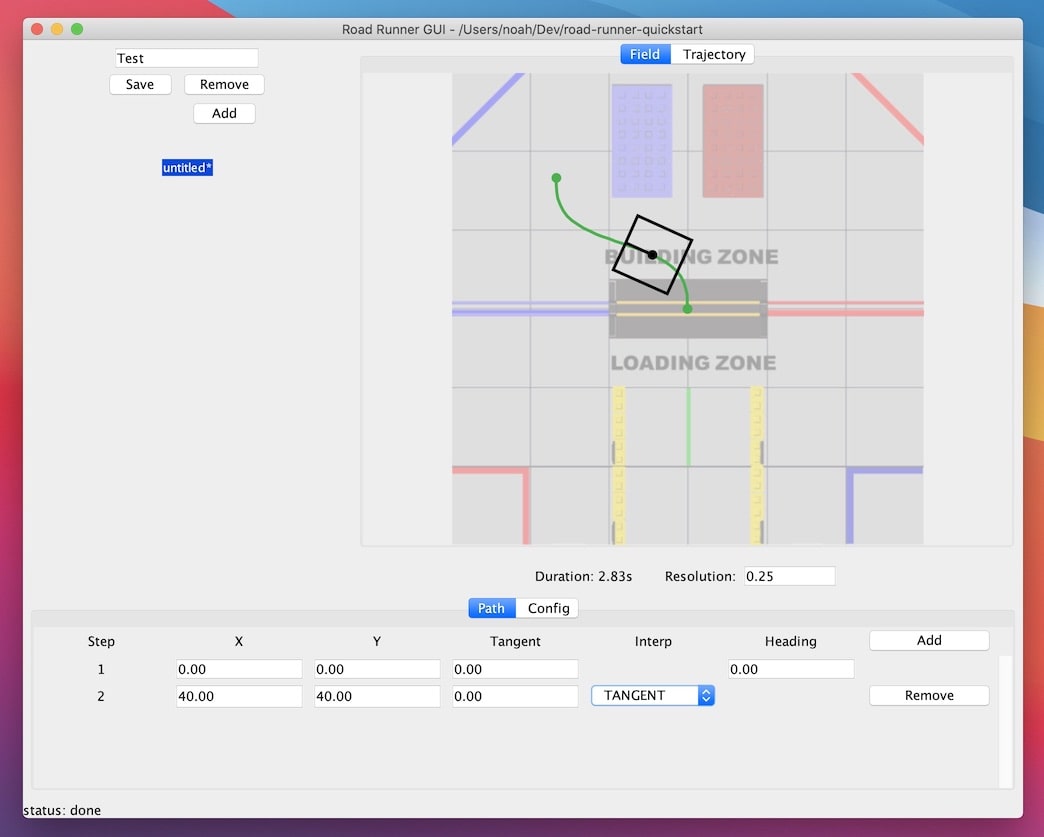 Road Runner GUI - /Users/noah/Dev/road-runner-quickstart
Test
Save Remove
Add
untitled*
Field Trajectory
BUILDING ZONE
LOADING ZONE
Duration: 2.83s Resolution: 0.25
Path Config
Step X Y Tangent Interp Heading Add
1 0.00 0.00 0.00 0.00
2 40.00 40.00 0.00 TANGENT Remove
status: done